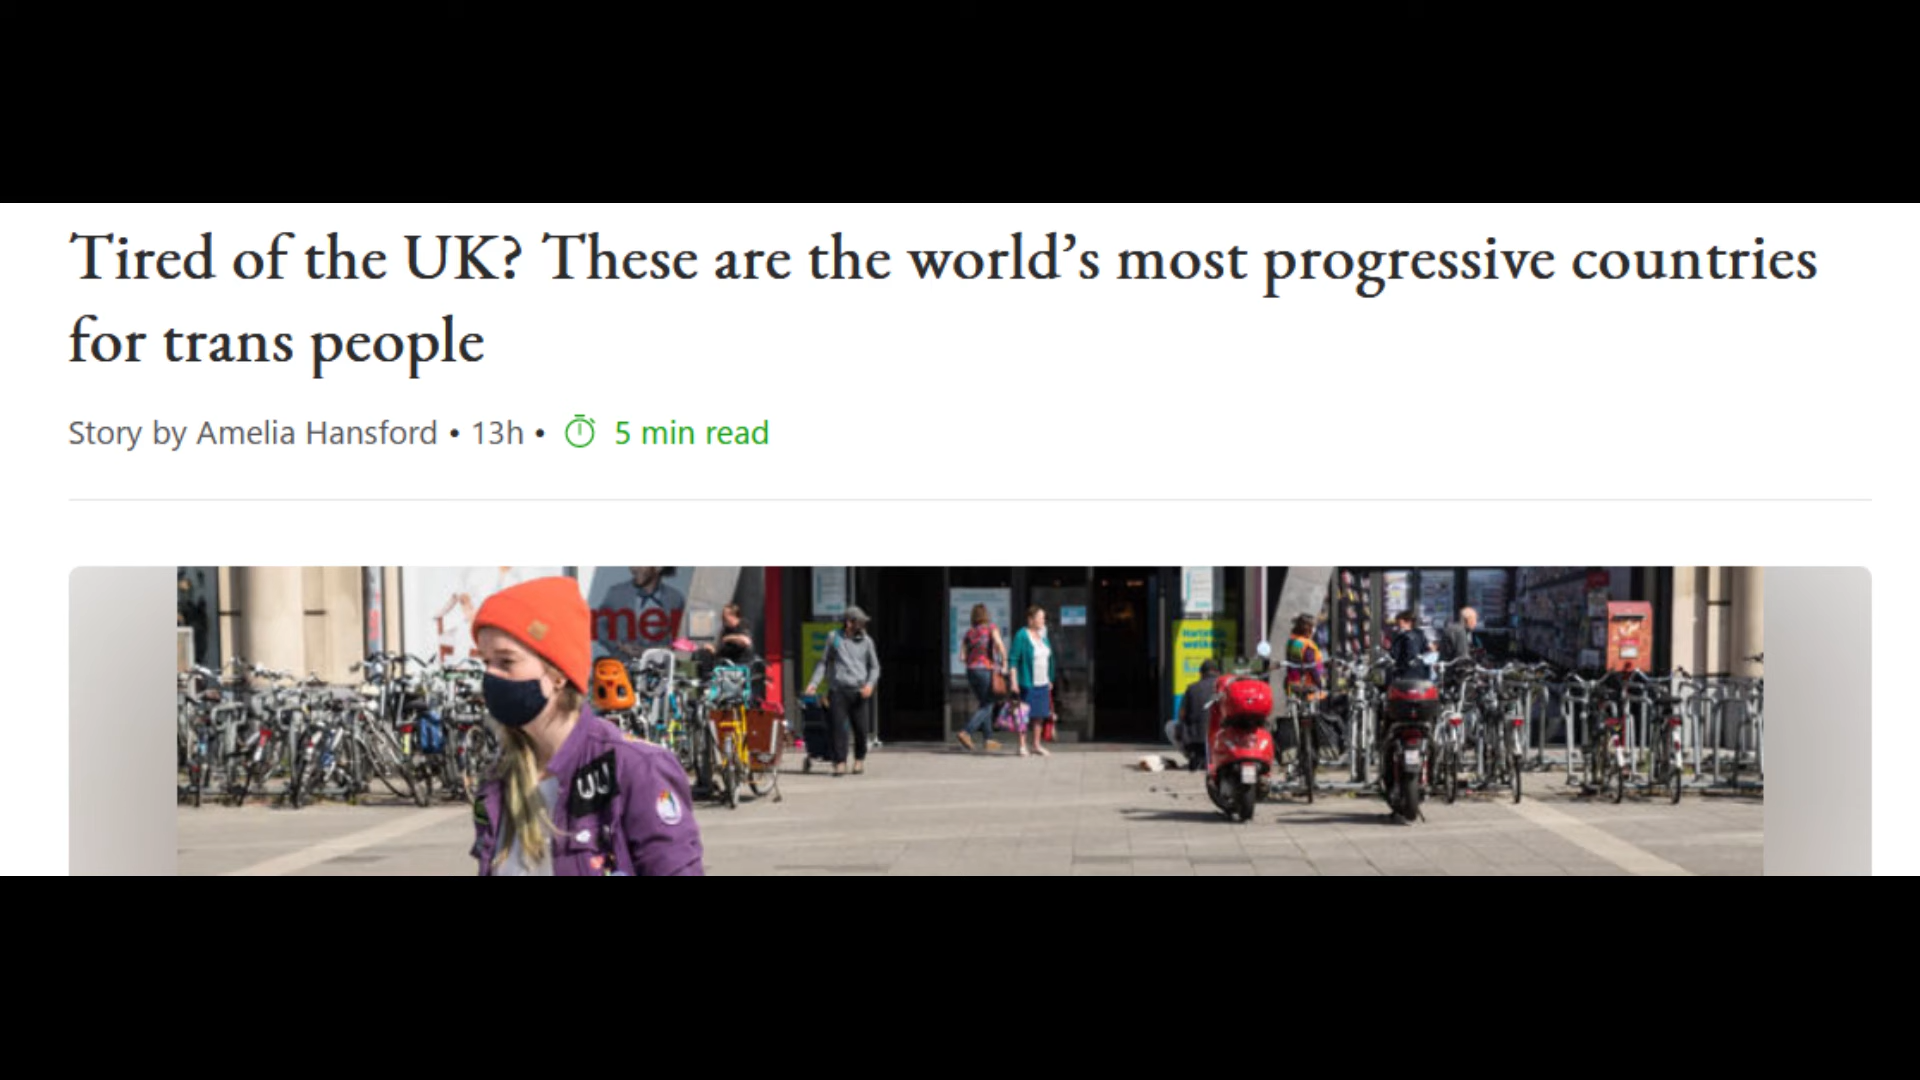 Tired of the UK? These are the world’s most progressive countries
for trans people
Story by Amelia Hansford • 13h • 5 min read
mer